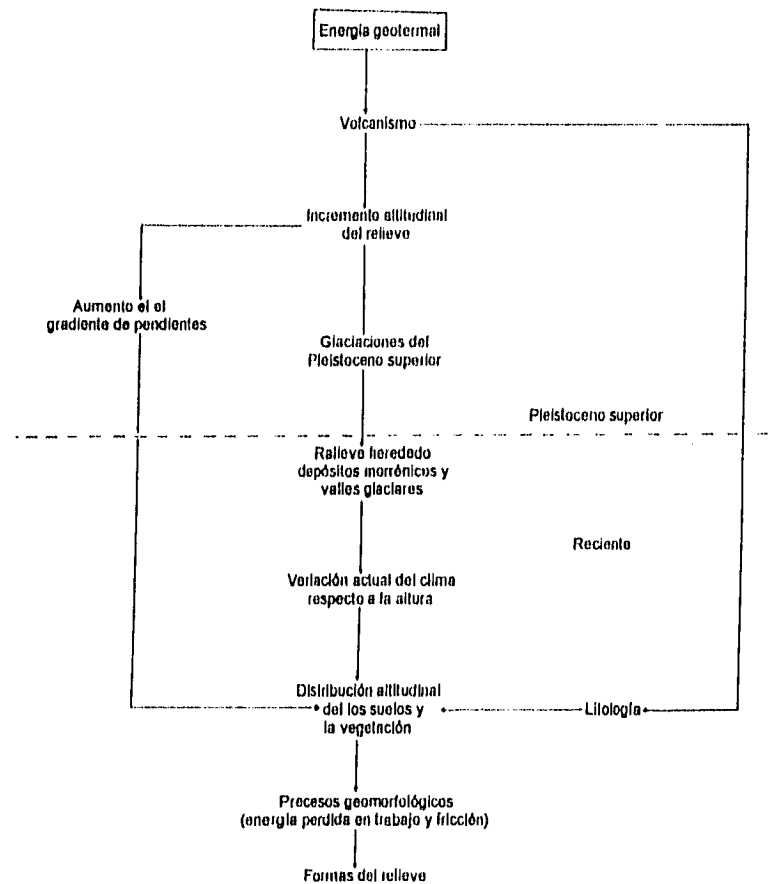 Energía geotermal
Volcanismo
Incremento altitudinal
del relieve
Aumento el el
gradiente de pendientes
Glaciaciones del
Pleistoceno superior
Pleistoceno superior
Relieve heredado
depósitos morrénicos y
valles glaciares
Reciente
Variación actual del clima
respecto a la altura
Distribución altitudinal
del los suelos y
la vegetación
Litología
Procesos geomorfológicos
(energía perdida en trabajo y fricción)
Formas del relieve